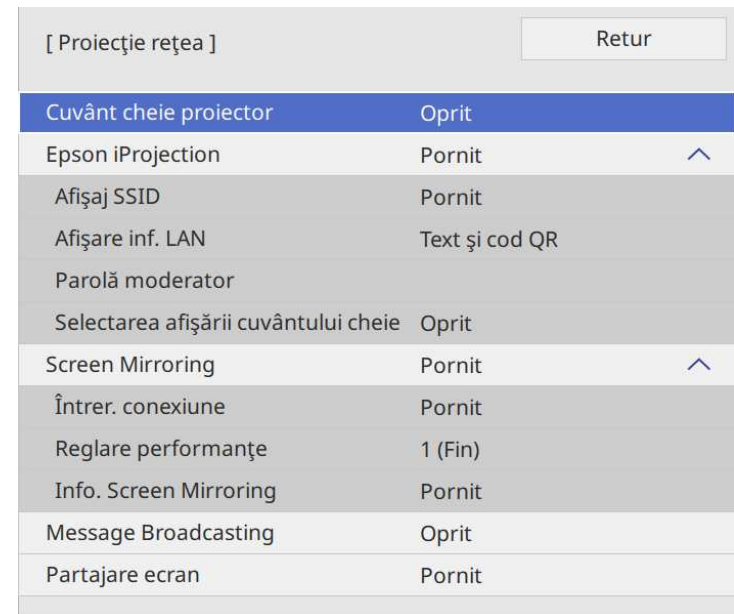 [ Proiecţie reţea ] Retur
Cuvânt cheie proiector Oprit
Epson iProjection Pornit
Afişaj SSID Pornit
Afişare inf. LAN Text şi cod QR
Parolă moderator
Selectarea afişării cuvântului cheie Oprit
Screen Mirroring Pornit
Întrer. conexiune Pornit
Reglare performanţe 1 (Fin)
Info. Screen Mirroring Pornit
Message Broadcasting Oprit
Partajare ecran Pornit